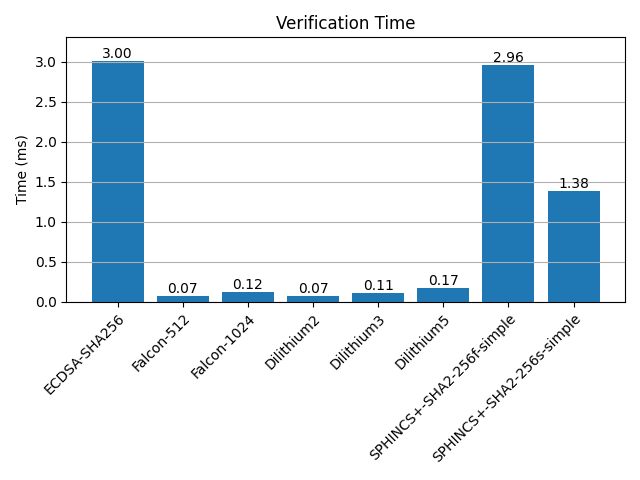 Verification Time
Time (ms)
3.0
2.5
2.0
1.5
1.0
0.5
0.0
3.00
0.07
0.12
0.07
0.11
0.17
2.96
1.38
ECDSA-SHA256
Falcon-512
Falcon-1024
Dilithium2
Dilithium3
Dilithium5
SPHINCS+-SHA2-256f-simple
SPHINCS+-SHA2-256s-simple